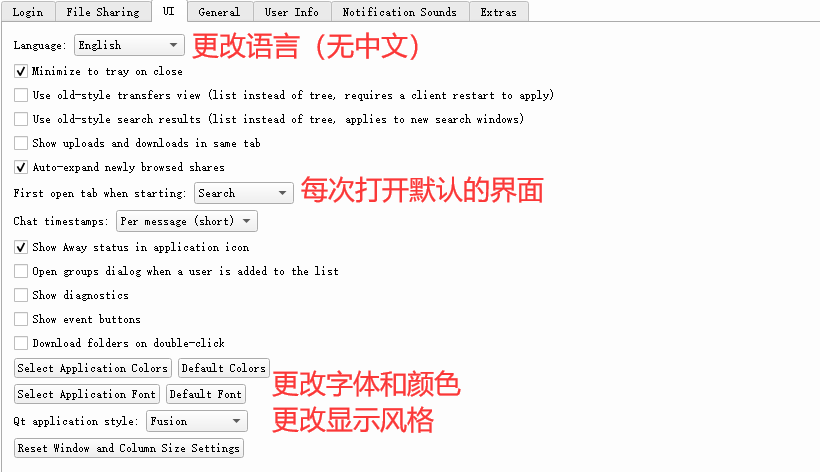 Login File Sharing UI General User Info Notification Sounds Extras
Language: English 更改语言（无中文）
Minimize to tray on close
Use old-style transfers view (list instead of tree, requires a client restart to apply)
Use old-style search results (list instead of tree, applies to new search windows)
Show uploads and downloads in same tab
Auto-expand newly browsed shares
First open tab when starting: Search 每次打开默认的界面
Chat timestamps: Per message (short)
Show Away status in application icon
Open groups dialog when a user is added to the list
Show diagnostics
Show event buttons
Download folders on double-click
Select Application Colors Default Colors
更改字体和颜色
Select Application Font Default Font
Qt application style: Fusion 更改显示风格
Reset Window and Column Size Settings